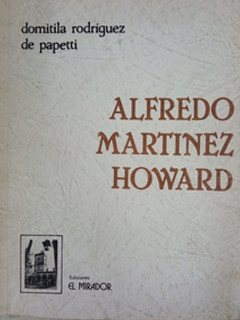 domitila rodríguez
de papetti
ALFREDO
MARTINEZ
HOWARD
Ediciones
EL MIRADOR